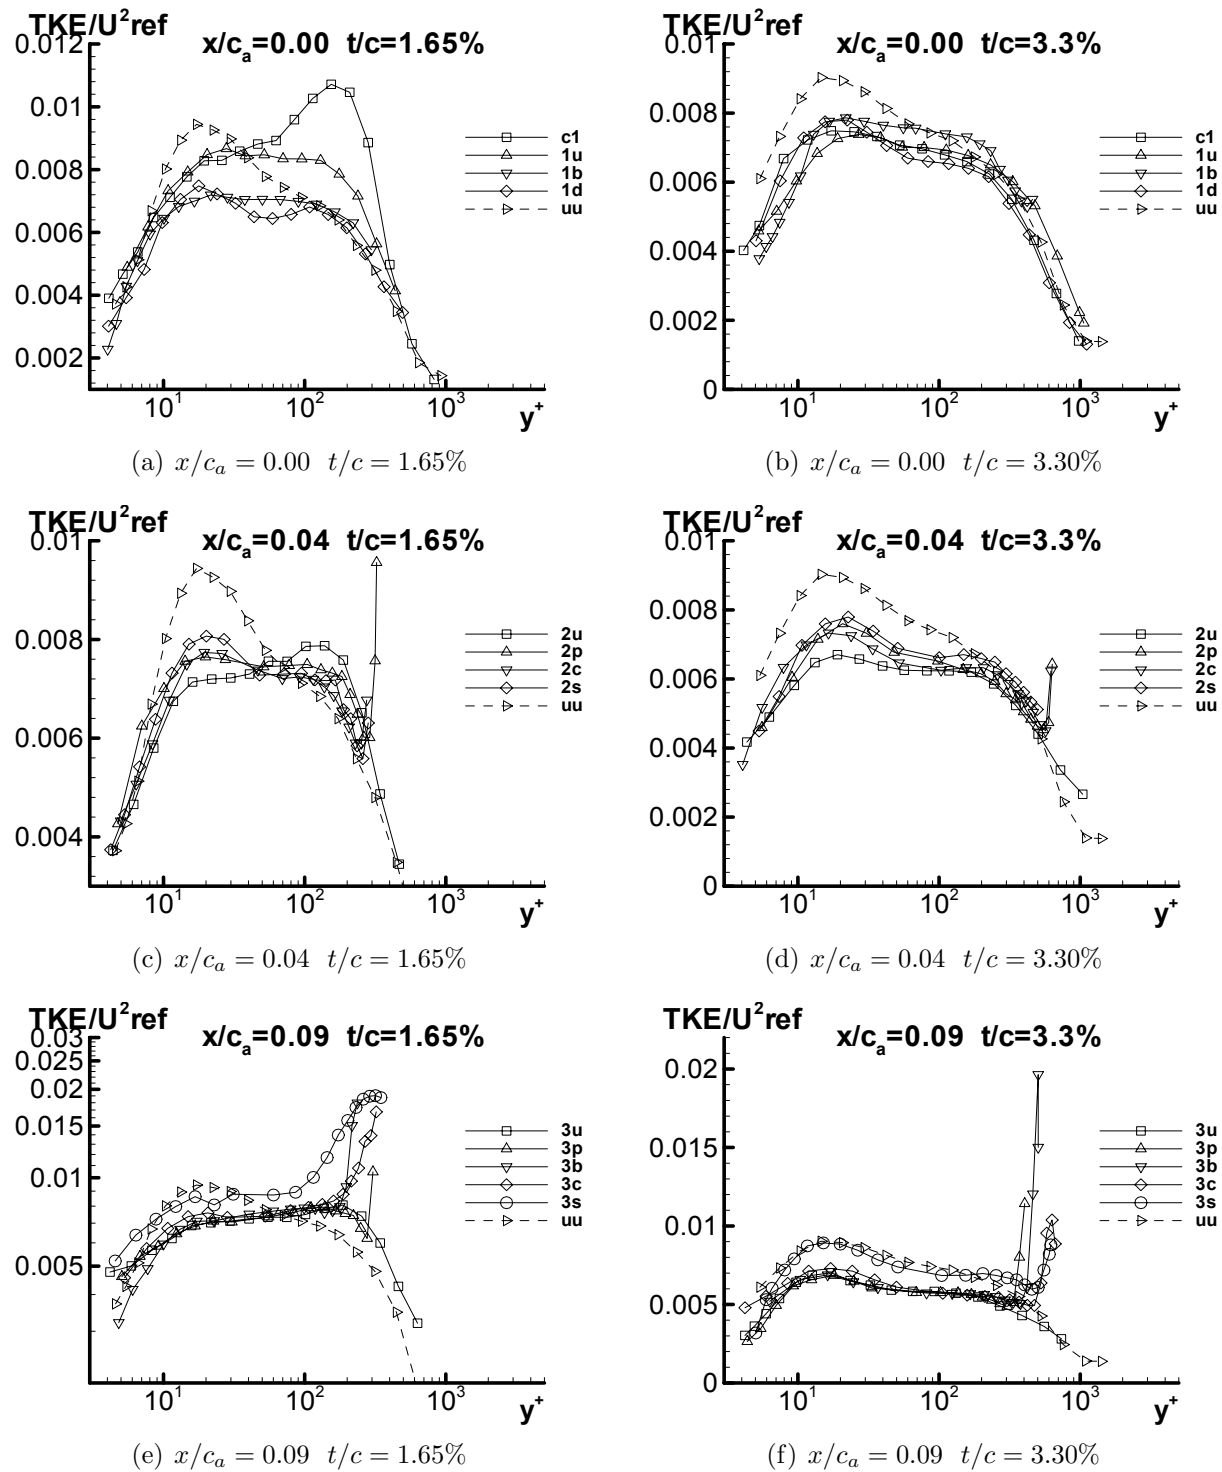 TKE/U²ref
x/cₐ=0.00 t/c=1.65%
0.012
0.01
0.008
0.006
0.004
0.002
10¹ 10² 10³ y⁺
c1
1u
1b
1d
uu
(a) x/cₐ = 0.00 t/c = 1.65%
TKE/U²ref
x/cₐ=0.00 t/c=3.3%
0.01
0.008
0.006
0.004
0.002
0
10¹ 10² 10³ y⁺
c1
1u
1b
1d
uu
(b) x/cₐ = 0.00 t/c = 3.30%
TKE/U²ref
x/cₐ=0.04 t/c=1.65%
0.01
0.008
0.006
0.004
10¹ 10² 10³ y⁺
2u
2p
2c
2s
uu
(c) x/cₐ = 0.04 t/c = 1.65%
TKE/U²ref
x/cₐ=0.04 t/c=3.3%
0.01
0.008
0.006
0.004
0.002
0
10¹ 10² 10³ y⁺
2u
2p
2c
2s
uu
(d) x/cₐ = 0.04 t/c = 3.30%
TKE/U²ref
x/cₐ=0.09 t/c=1.65%
0.03
0.025
0.02
0.015
0.01
0.005
10¹ 10² 10³ y⁺
3u
3p
3b
3c
3s
uu
(e) x/cₐ = 0.09 t/c = 1.65%
TKE/U²ref
x/cₐ=0.09 t/c=3.3%
0.02
0.015
0.01
0.005
0
10¹ 10² 10³ y⁺
3u
3p
3b
3c
3s
uu
(f) x/cₐ = 0.09 t/c = 3.30%